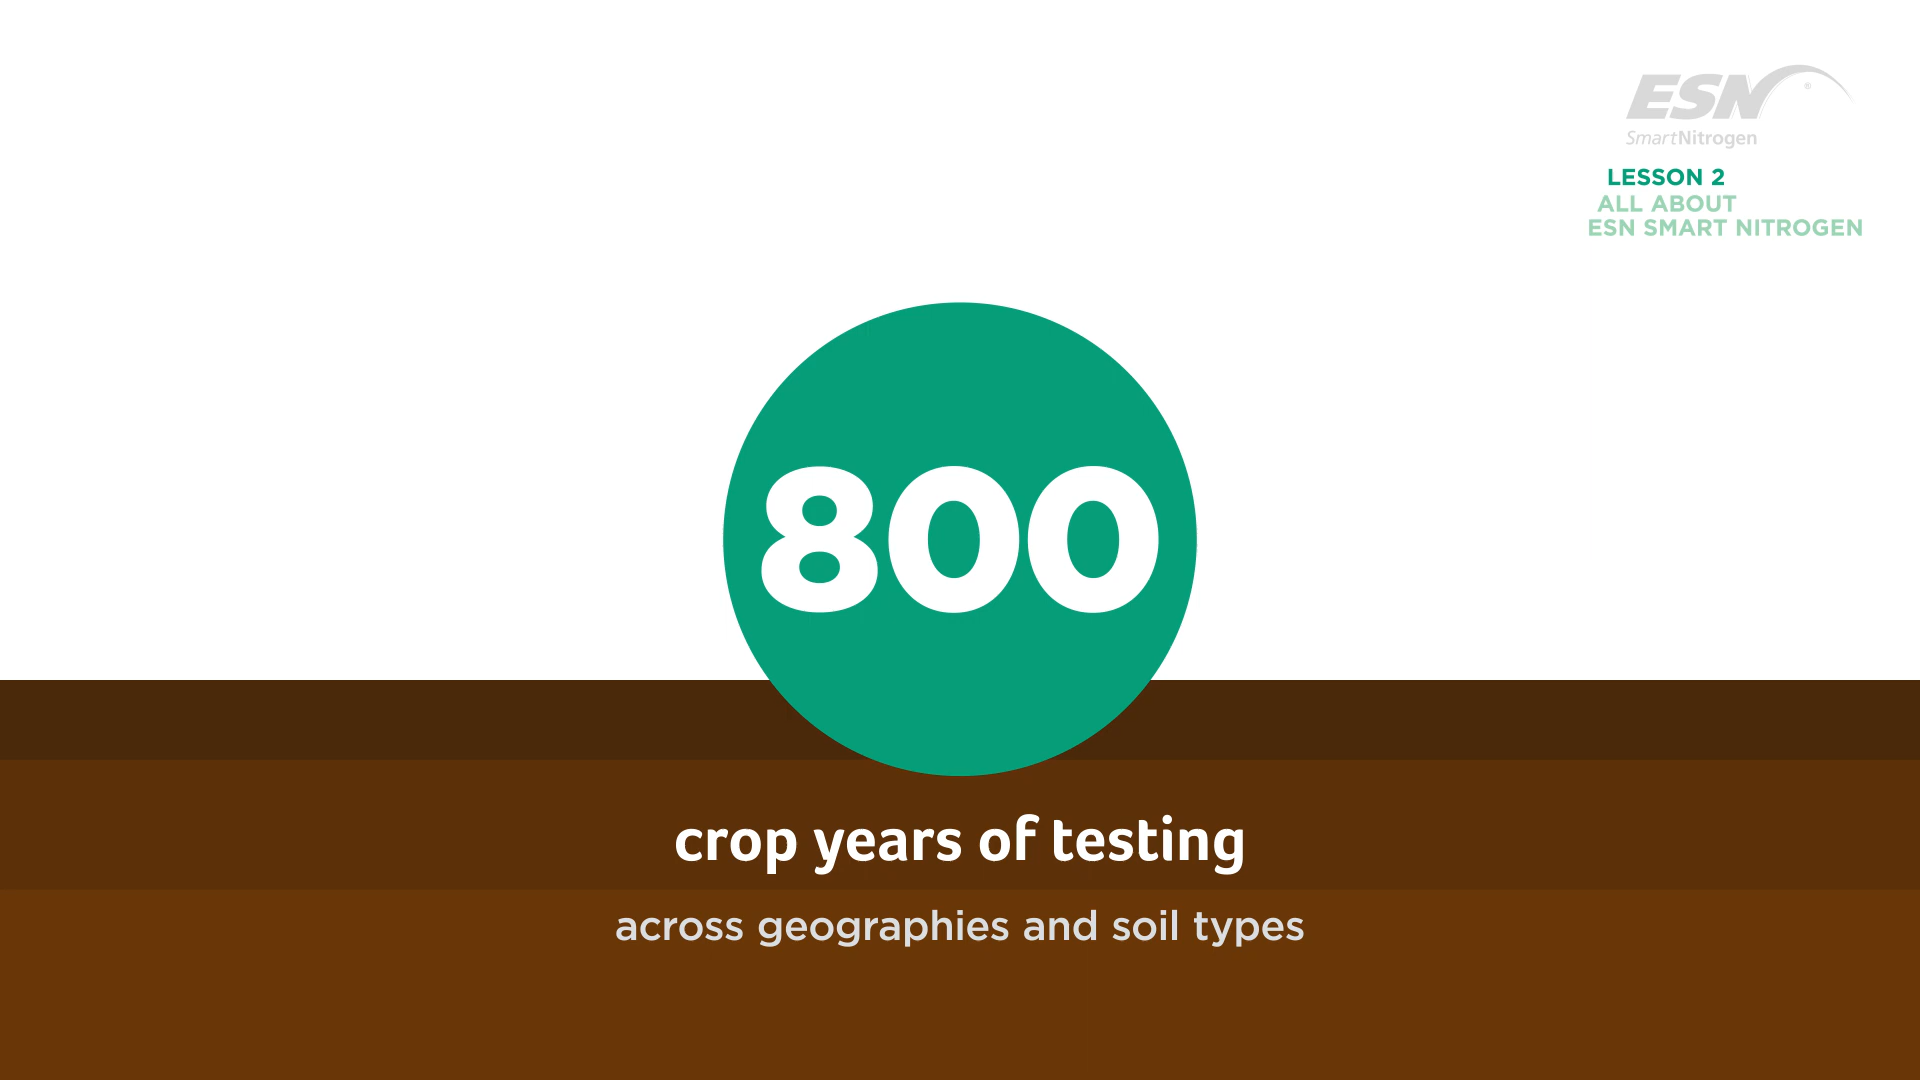 ESN®
SmartNitrogen
LESSON 2
ALL ABOUT
ESN SMART NITROGEN
800
crop years of testing
across geographies and soil types